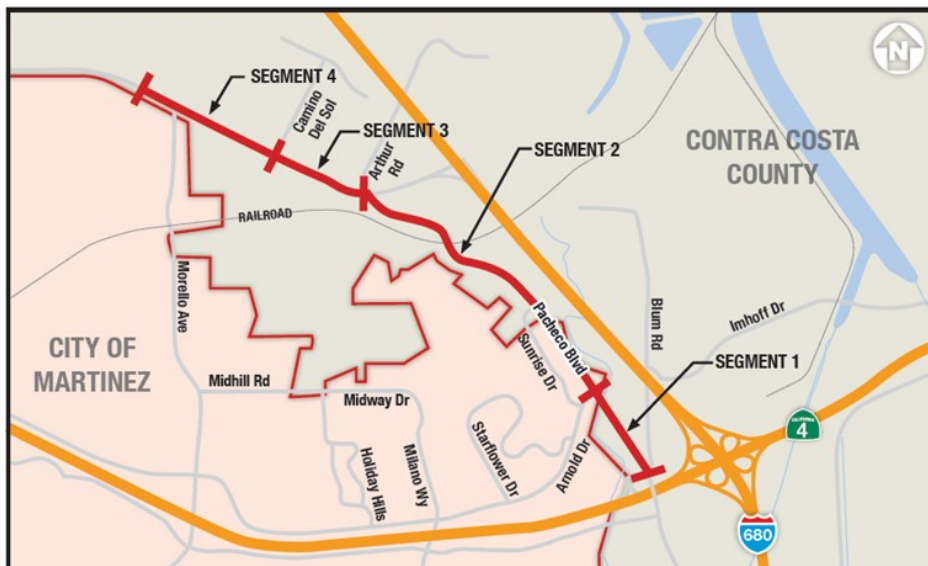 N
SEGMENT 4
Camino
Del Sol
SEGMENT 3
Arthur
Rd
SEGMENT 2
CONTRA COSTA
COUNTY
RAILROAD
Morello Ave
Pacheco Blvd
Sunrise Dr
Blum Rd
Imhoff Dr
CITY OF
MARTINEZ
SEGMENT 1
Midhill Rd
Midway Dr
Starflower Dr
Arnold Dr
Holiday Hills
Milano Wy
CALIFORNIA
4
680